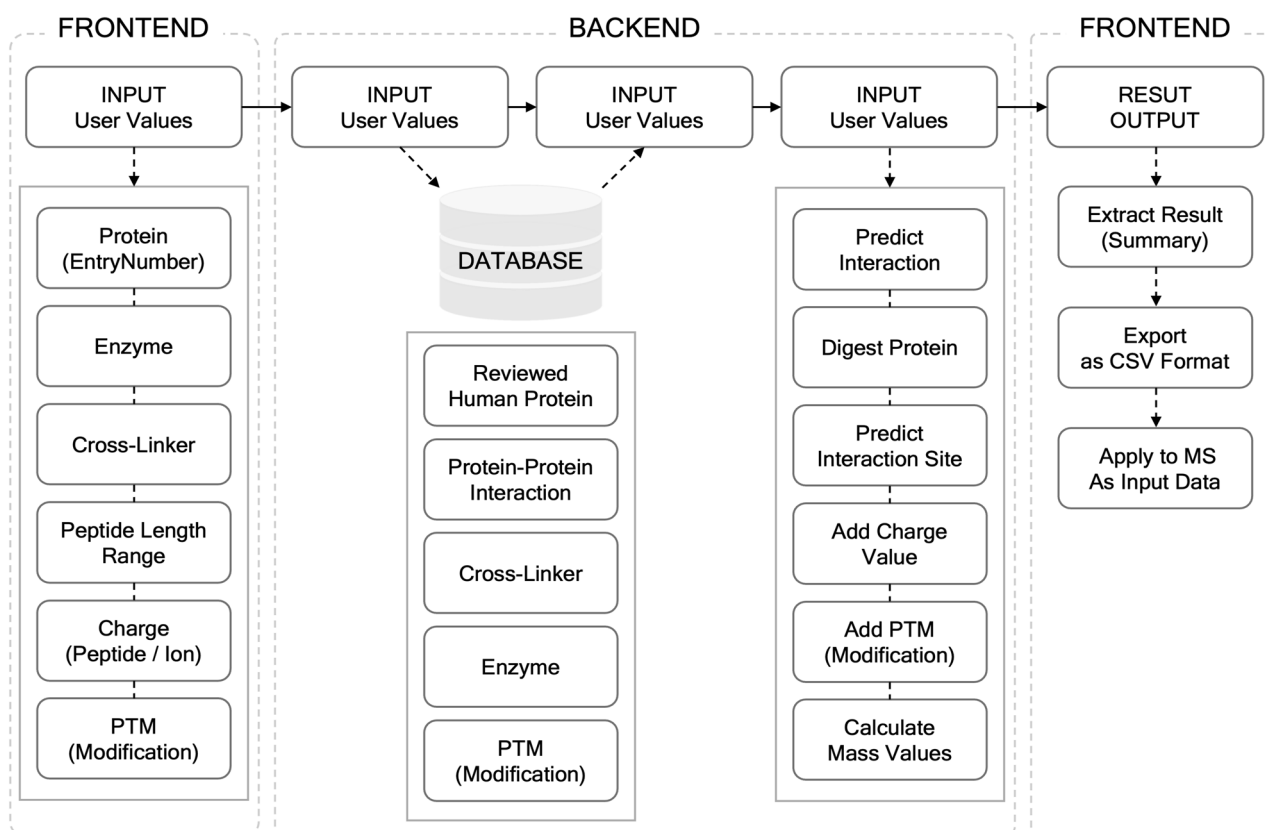 FRONTEND
BACKEND
FRONTEND
INPUT
User Values
INPUT
User Values
INPUT
User Values
INPUT
User Values
RESUT
OUTPUT
Protein
(EntryNumber)
Enzyme
Cross-Linker
Peptide Length
Range
Charge
(Peptide / Ion)
PTM
(Modification)
DATABASE
Reviewed
Human Protein
Protein-Protein
Interaction
Cross-Linker
Enzyme
PTM
(Modification)
Predict
Interaction
Digest Protein
Predict
Interaction Site
Add Charge
Value
Add PTM
(Modification)
Calculate
Mass Values
Extract Result
(Summary)
Export
as CSV Format
Apply to MS
As Input Data